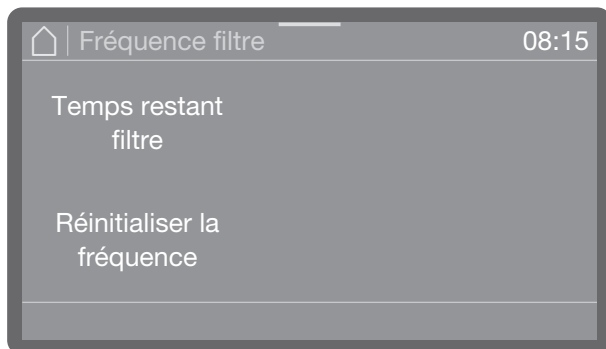 Fréquence filtre 08:15
Temps restant
filtre
Réinitialiser la
fréquence